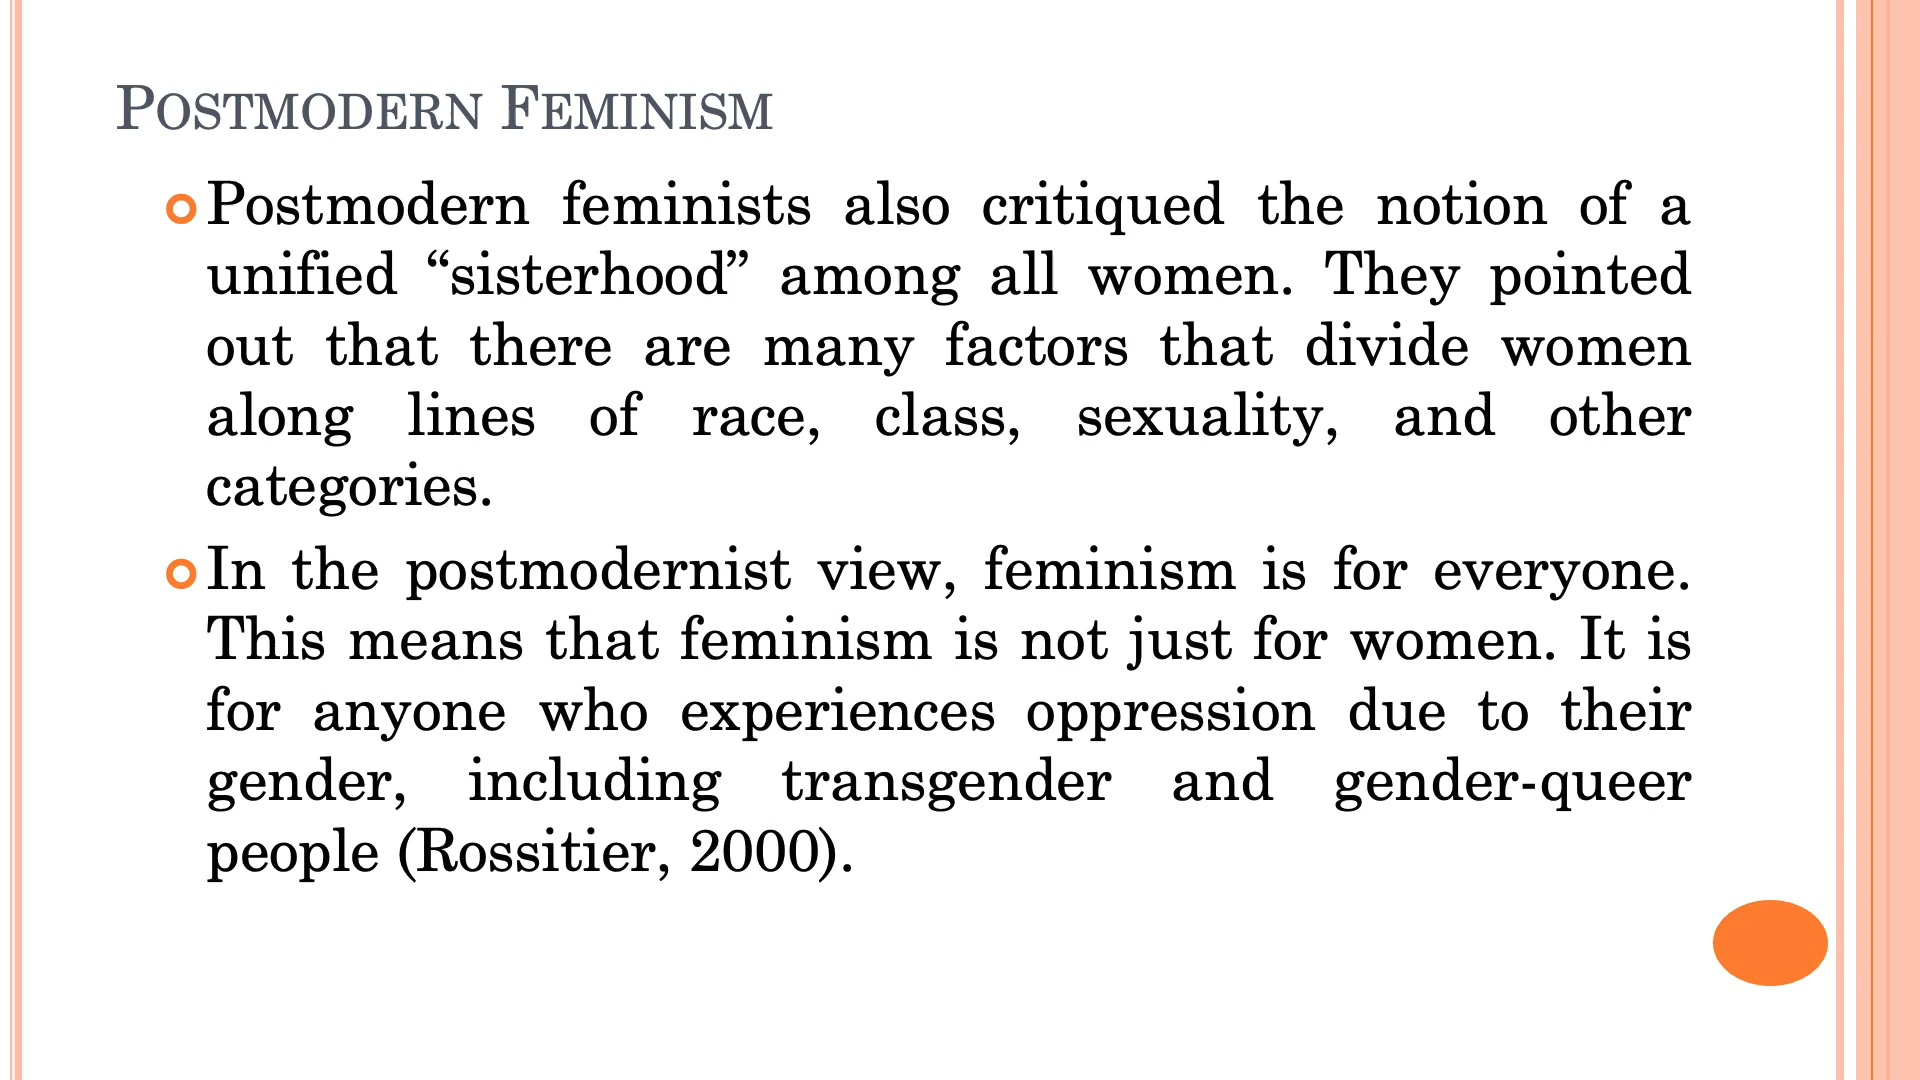 Postmodern Feminism
Postmodern feminists also critiqued the notion of a
unified “sisterhood” among all women. They pointed
out that there are many factors that divide women
along lines of race, class, sexuality, and other
categories.
In the postmodernist view, feminism is for everyone.
This means that feminism is not just for women. It is
for anyone who experiences oppression due to their
gender, including transgender and gender-queer
people (Rossitier, 2000).